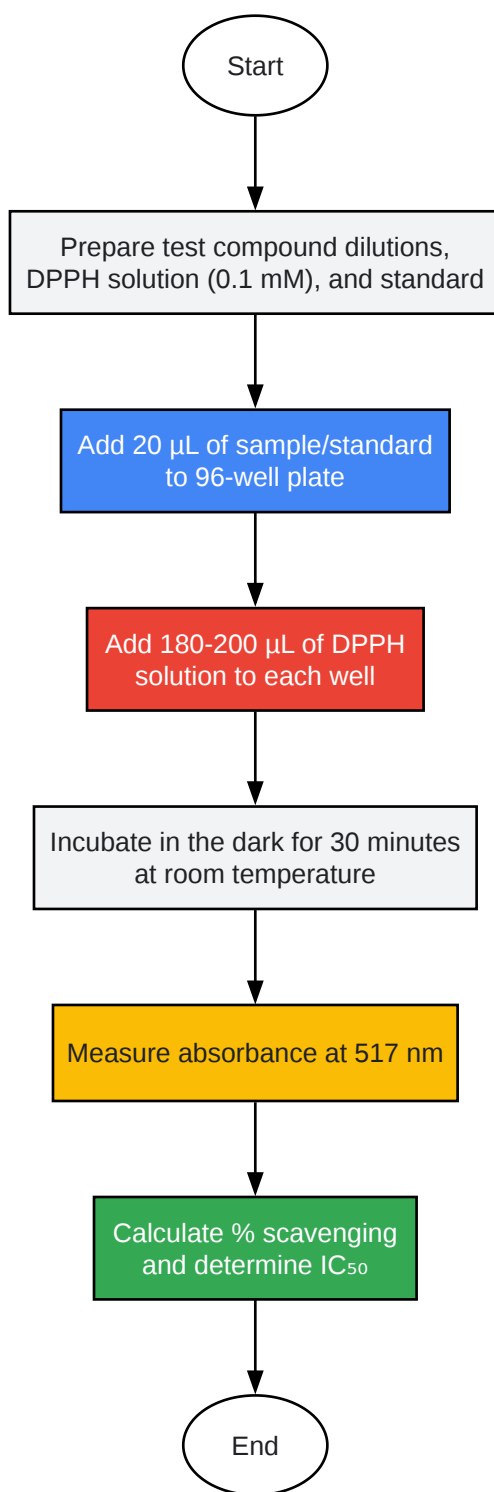 Start
Prepare test compound dilutions,
DPPH solution (0.1 mM), and standard
Add 20 µL of sample/standard
to 96-well plate
Add 180-200 µL of DPPH
solution to each well
Incubate in the dark for 30 minutes
at room temperature
Measure absorbance at 517 nm
Calculate % scavenging
and determine IC₅₀
End